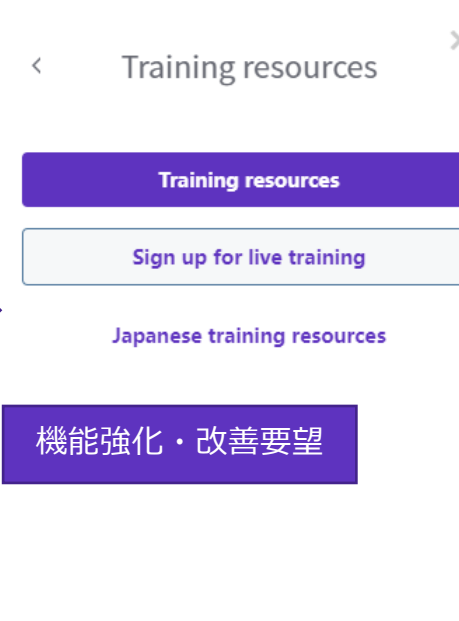 Training resources
Training resources
Sign up for live training
Japanese training resources
機能強化・改善要望